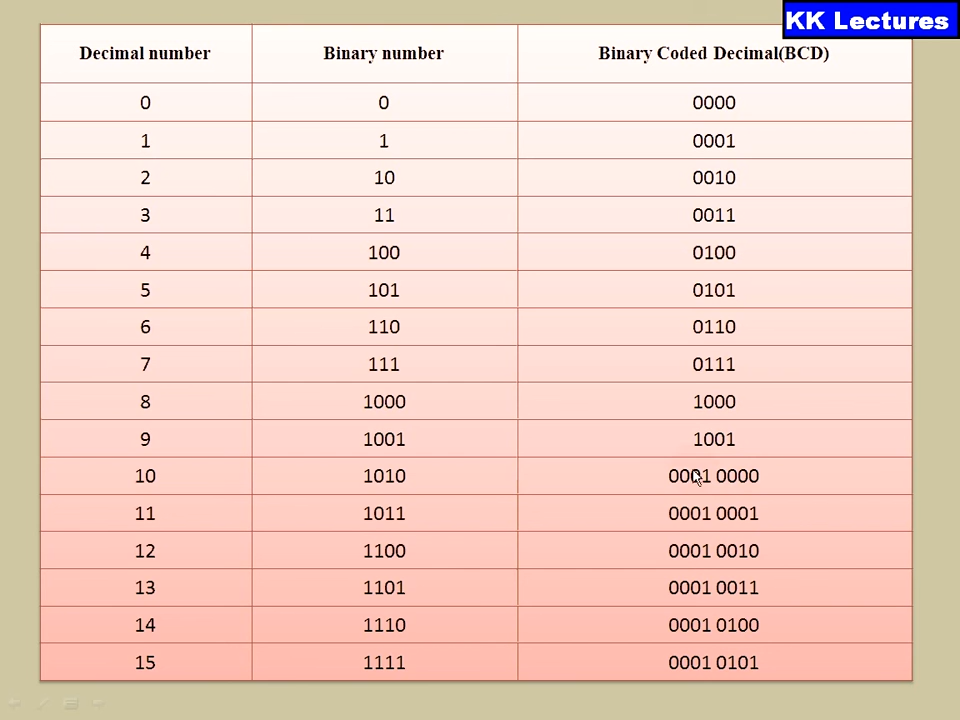 KK Lectures
Decimal number Binary number Binary Coded Decimal(BCD)
0 0 0000
1 1 0001
2 10 0010
3 11 0011
4 100 0100
5 101 0101
6 110 0110
7 111 0111
8 1000 1000
9 1001 1001
10 1010 0001 0000
11 1011 0001 0001
12 1100 0001 0010
13 1101 0001 0011
14 1110 0001 0100
15 1111 0001 0101